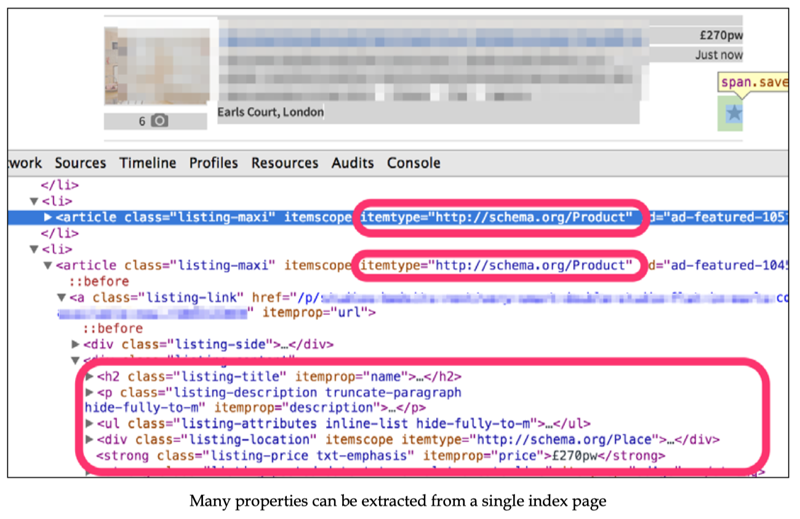 £270pw
Just now
span.save
6
Earls Court, London
work Sources Timeline Profiles Resources Audits Console
</li>
▼<li>
▶<article class="listing-maxi" itemscope itemtype="http://schema.org/Product" d="ad-featured-105
</li>
▼<li>
▼<article class="listing-maxi" itemscope itemtype="http://schema.org/Product" d="ad-featured-1045
::before
▼<a class="listing-link" href="/p/
" itemprop="url">
::before
▶<div class="listing-side">…</div>
▼<div class="listing-content">
▶<h2 class="listing-title" itemprop="name">…</h2>
▶<p class="listing-description truncate-paragraph
hide-fully-to-m" itemprop="description">…</p>
▶<ul class="listing-attributes inline-list hide-fully-to-m">…</ul>
▶<div class="listing-location" itemscope itemtype="http://schema.org/Place">…</div>
<strong class="listing-price txt-emphasis" itemprop="price">£270pw</strong>
Many properties can be extracted from a single index page